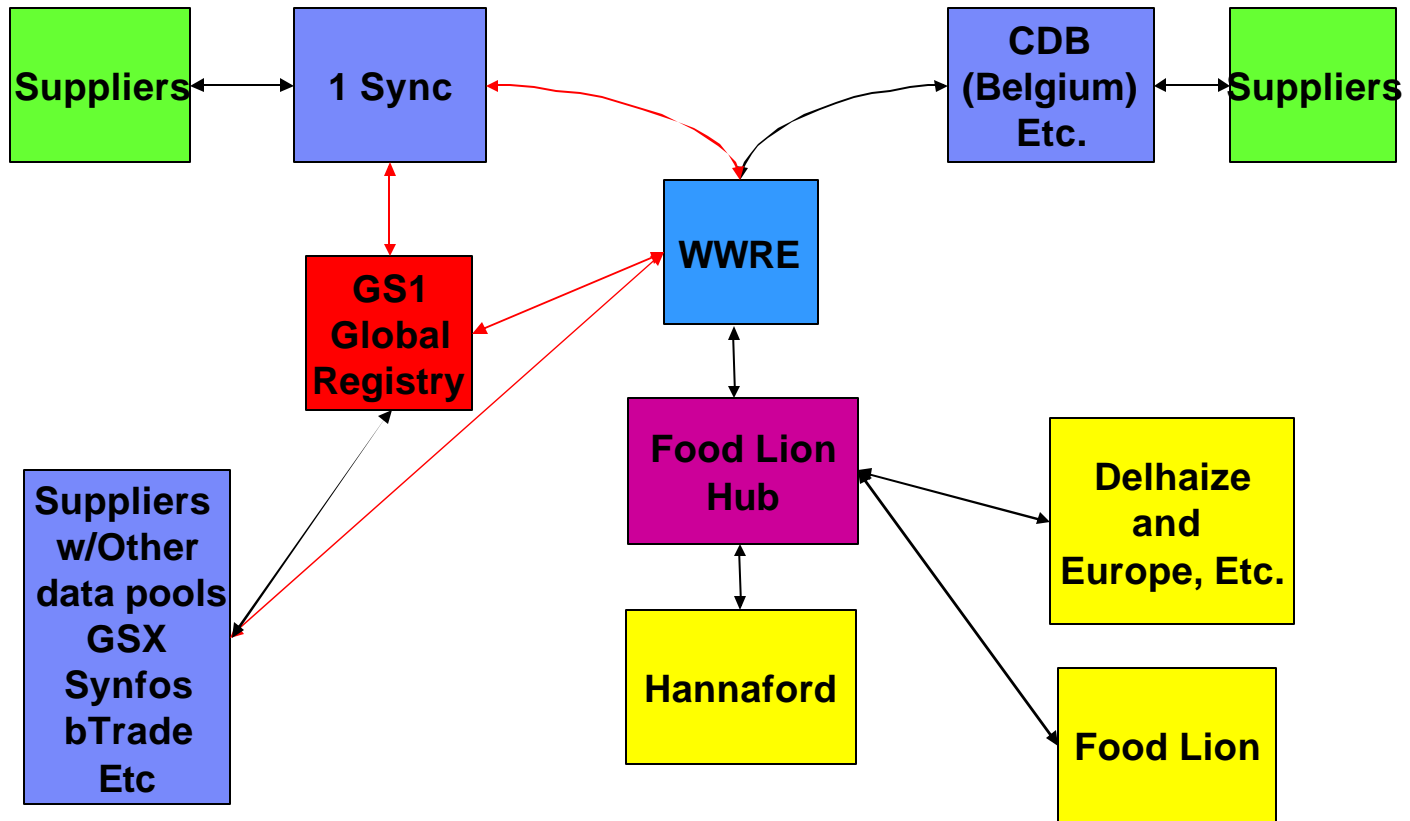 Suppliers
1 Sync
CDB
(Belgium)
Etc.
Suppliers
WWRE
GS1
Global
Registry
Food Lion
Hub
Delhaize
and
Europe, Etc.
Suppliers
w/Other
data pools
GSX
Synfos
bTrade
Etc
Hannaford
Food Lion